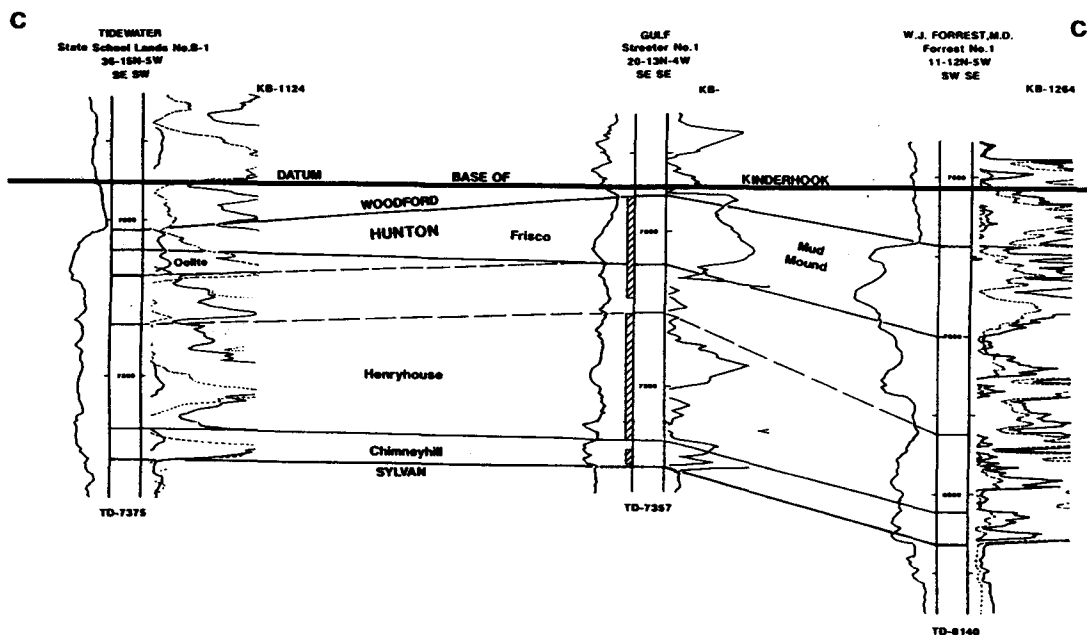 C
C
TIDEWATER
State School Lands No.8-1
36-15N-5W
SE SW
KB-1124
GULF
Streeter No.1
20-13N-4W
SE SE
KB-
W.J. FORREST, M.D.
Forrest No.1
11-12N-5W
SW SE
KB-1264
DATUM BASE OF KINDERHOOK
WOODFORD
HUNTON
Frisco
Oolite
Mud
Mound
Henryhouse
Chimneyhill
SYLVAN
TD-7375
TD-7357
TD-8140